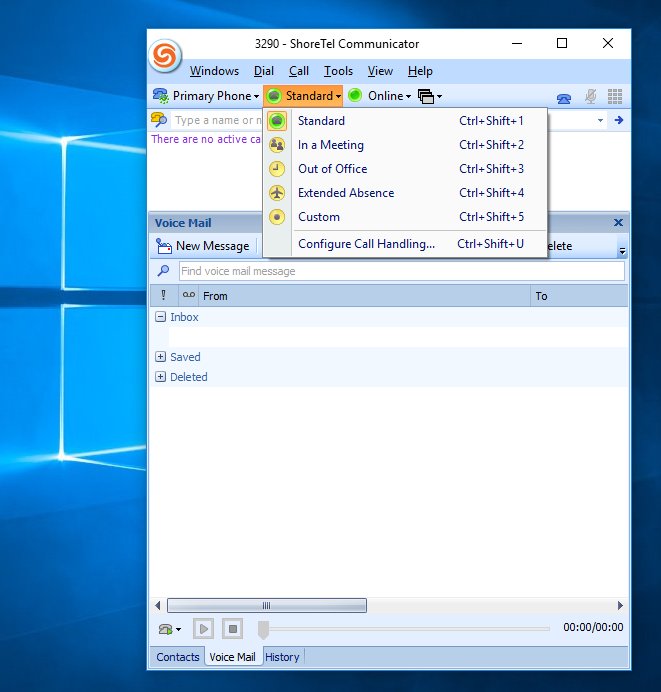 3290 - ShoreTel Communicator
Windows Dial Call Tools View Help
Primary Phone Standard Online
Type a name or n
There are no active ca
Standard Ctrl+Shift+1
In a Meeting Ctrl+Shift+2
Out of Office Ctrl+Shift+3
Extended Absence Ctrl+Shift+4
Custom Ctrl+Shift+5
Configure Call Handling... Ctrl+Shift+U
Voice Mail
New Message elete
Find voice mail message
! From To
Inbox
Saved
Deleted
00:00/00:00
Contacts Voice Mail History